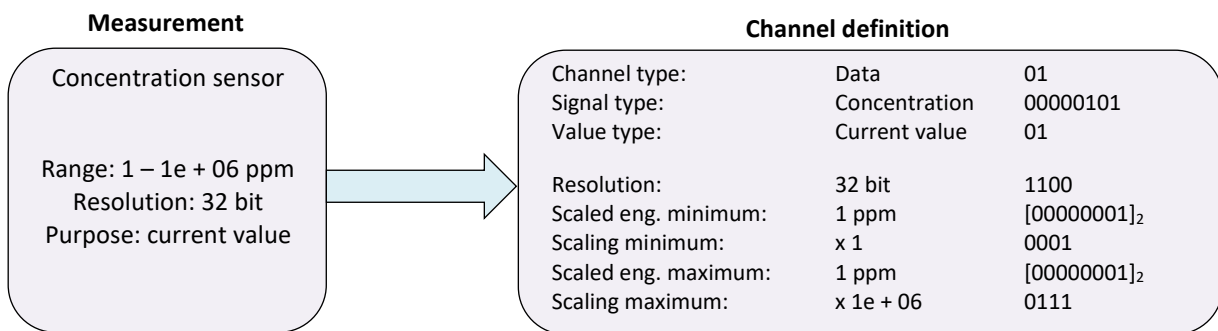 Measurement
Concentration sensor
Range: 1 – 1e + 06 ppm
Resolution: 32 bit
Purpose: current value
Channel definition
Channel type: Data 01
Signal type: Concentration 00000101
Value type: Current value 01
Resolution: 32 bit 1100
Scaled eng. minimum: 1 ppm [00000001]₂
Scaling minimum: x 1 0001
Scaled eng. maximum: 1 ppm [00000001]₂
Scaling maximum: x 1e + 06 0111